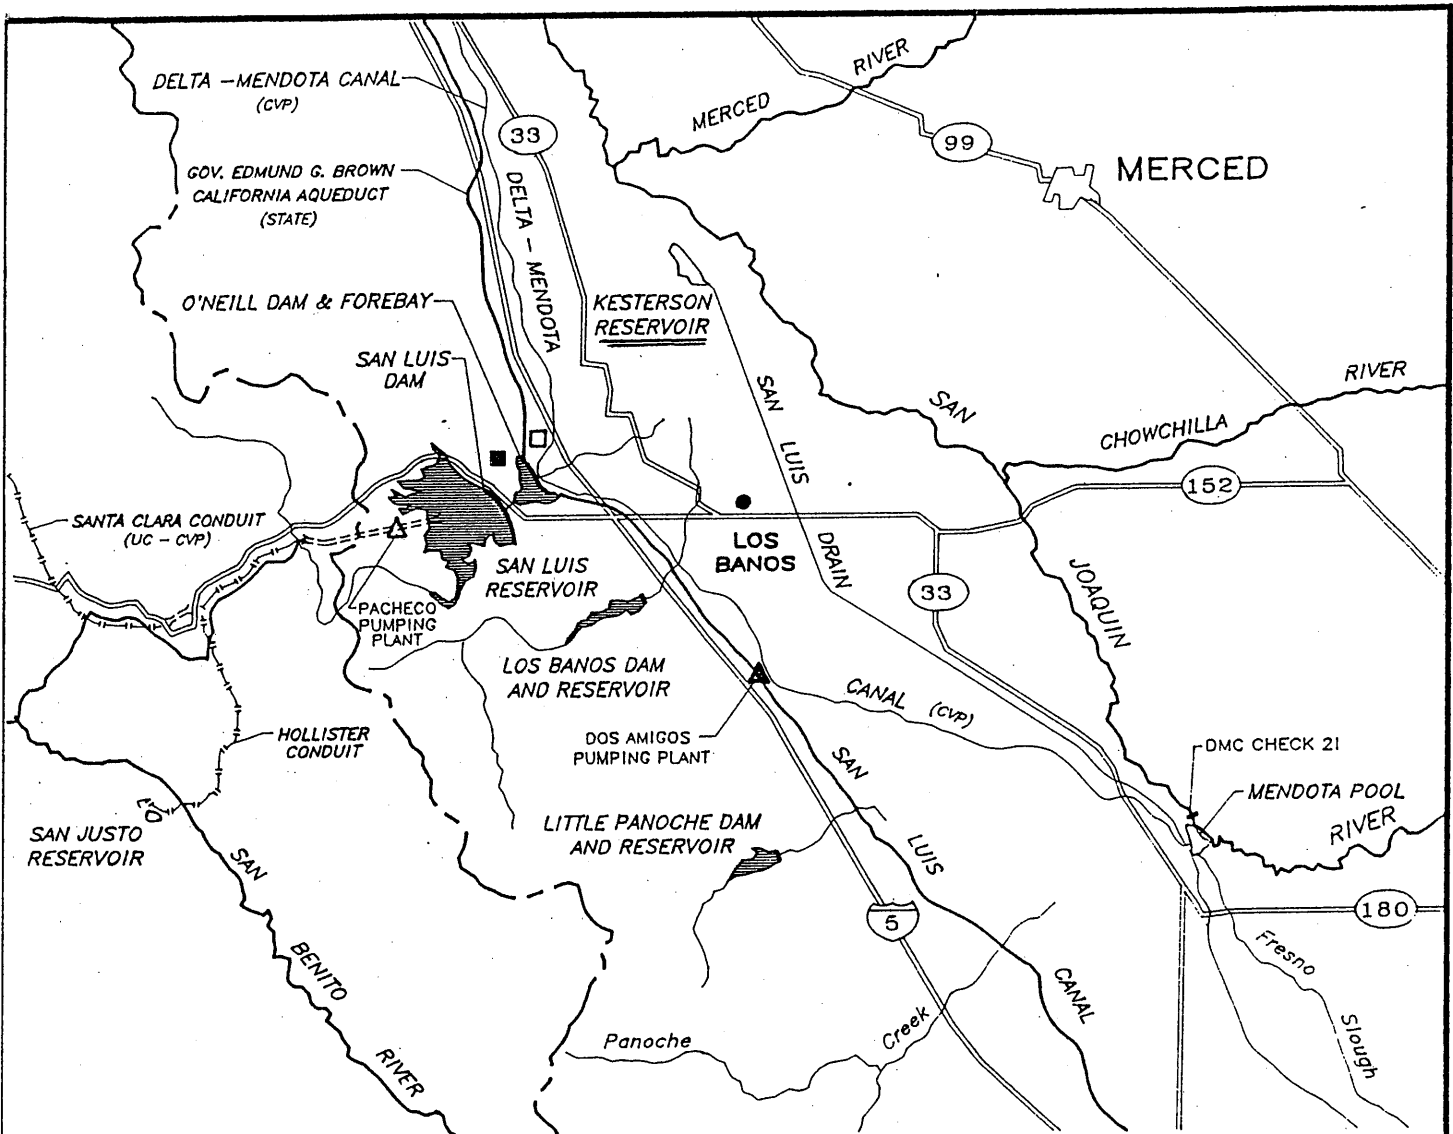 DELTA -MENDOTA CANAL
(CVP)
GOV. EDMUND G. BROWN
CALIFORNIA AQUEDUCT
(STATE)
O'NEILL DAM & FOREBAY
SAN LUIS
DAM
33
DELTA - MENDOTA
MERCED RIVER
99
MERCED
KESTERSON
RESERVOIR
SAN LUIS DRAIN
SAN JOAQUIN RIVER
CHOWCHILLA RIVER
152
SANTA CLARA CONDUIT
(UC - CVP)
SAN LUIS
RESERVOIR
LOS
BANOS
33
PACHECO
PUMPING
PLANT
LOS BANOS DAM
AND RESERVOIR
CANAL (CVP)
HOLLISTER
CONDUIT
DOS AMIGOS
PUMPING PLANT
DMC CHECK 21
MENDOTA POOL
SAN JUSTO
RESERVOIR
LITTLE PANOCHE DAM
AND RESERVOIR
SAN LUIS CANAL
5
180
SAN BENITO RIVER
Panoche Creek
Fresno Slough